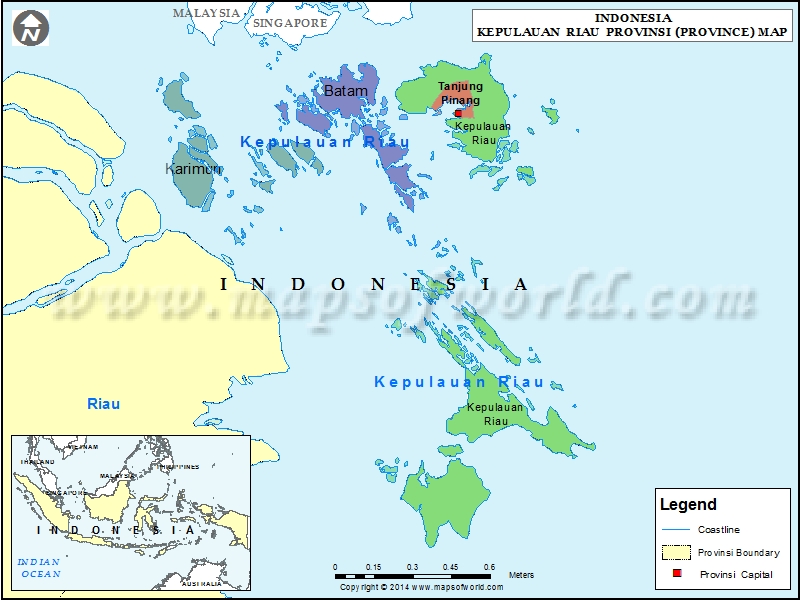 MALAYSIA
SINGAPORE
INDONESIA
KEPULAUAN RIAU PROVINSI (PROVINCE) MAP
N
Batam
Tanjung
Pinang
Kepulauan
Riau
Kepulauan Riau
Karimun
INDONESIA
www.mapsofworld.com
Kepulauan Riau
Kepulauan
Riau
Riau
VIETNAM
THAILAND
PHILIPPINES
MALAYSIA
SINGAPORE
INDONESIA
INDIAN
OCEAN
AUSTRALIA
Legend
Coastline
Provinsi Boundary
Provinsi Capital
0 0.15 0.3 0.45 0.6
Meters
Copyright © 2014 www.mapsofworld.com